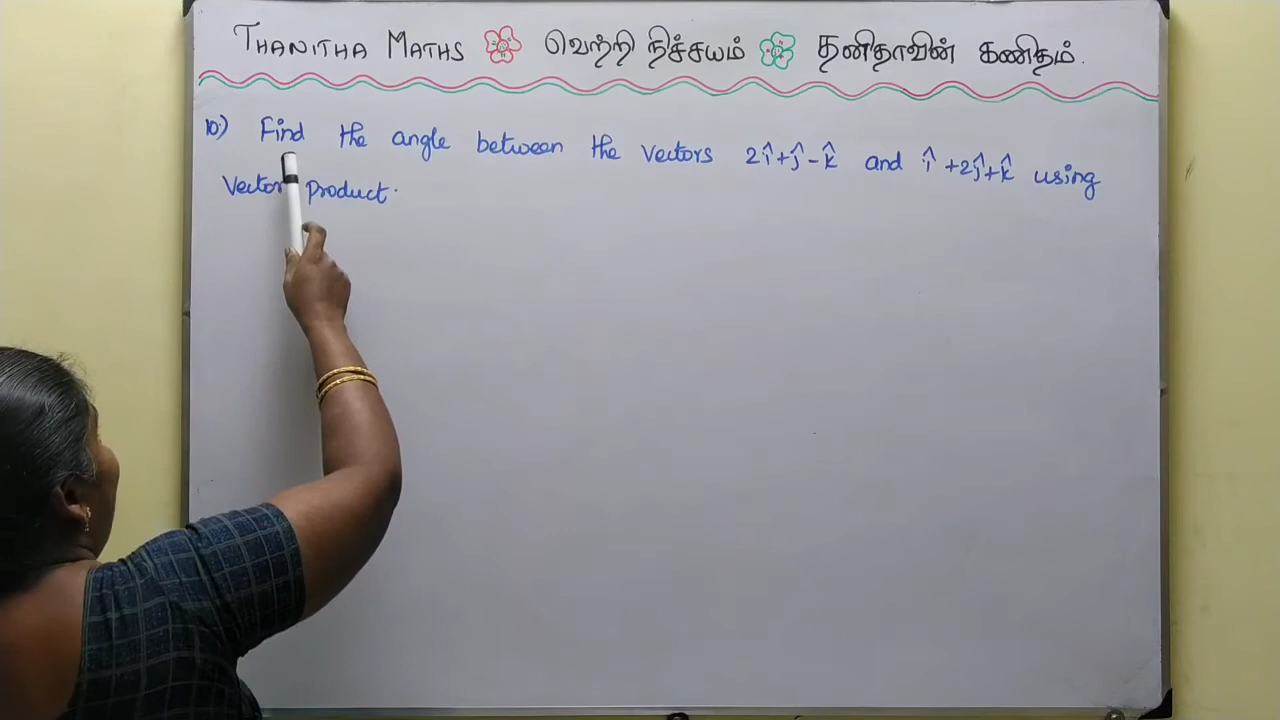 THANITHA MATHS வெற்றி நிச்சயம் தனிதாவின் கணிதம்.
10.) Find the angle between the vectors 2î+ĵ-k̂ and î+2ĵ+k̂ using
vector product.